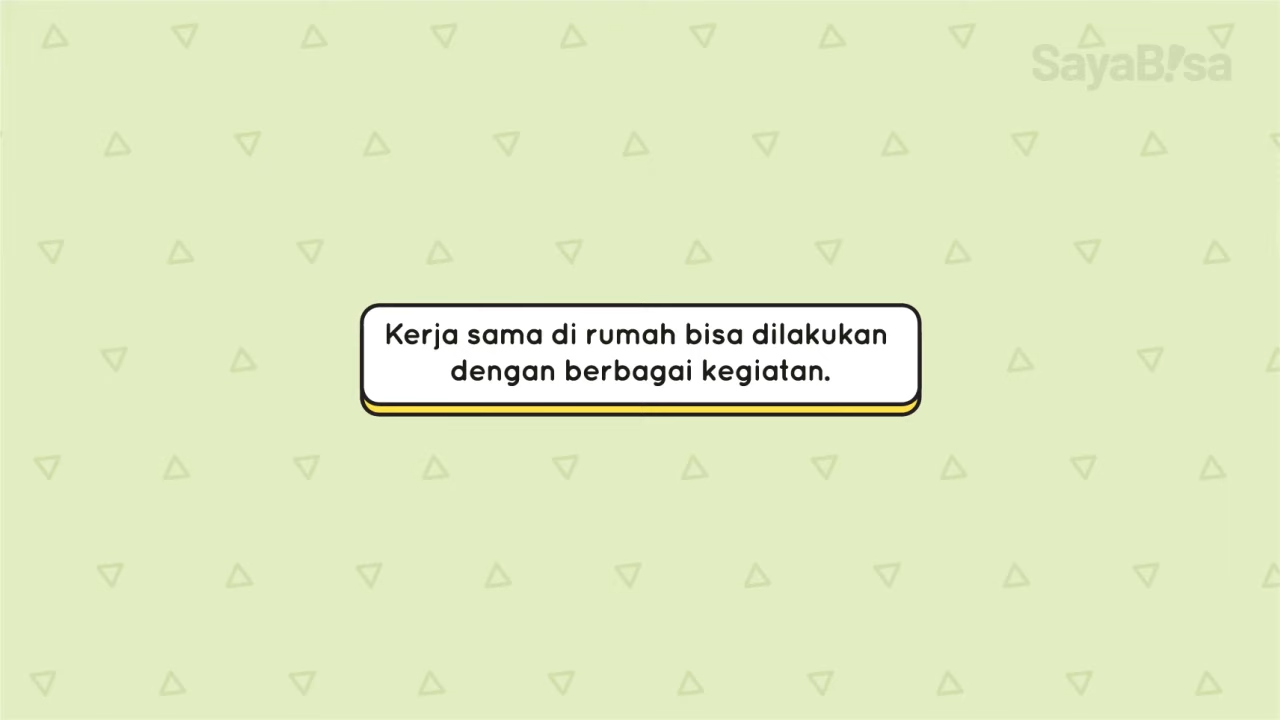 SayaB!sa
Kerja sama di rumah bisa dilakukan
dengan berbagai kegiatan.